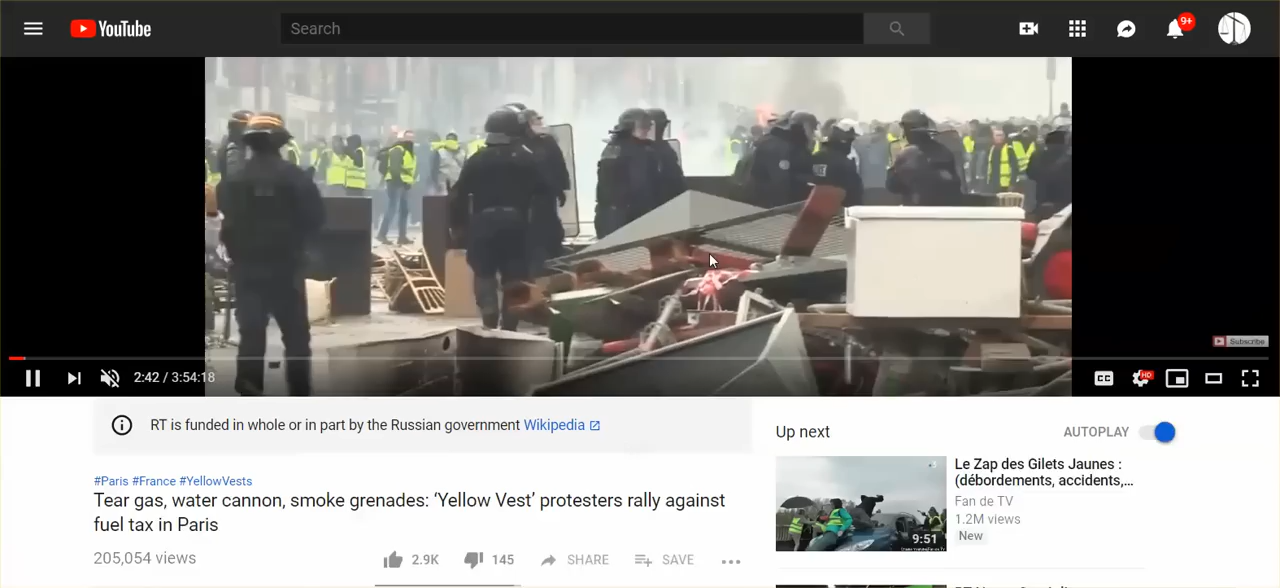 YouTube
Search
9+
Subscribe
2:42 / 3:54:18
CC
HD
RT is funded in whole or in part by the Russian government Wikipedia
Up next
AUTOPLAY
#Paris #France #YellowVests
Tear gas, water cannon, smoke grenades: ‘Yellow Vest’ protesters rally against
fuel tax in Paris
205,054 views
2.9K
145
SHARE
SAVE
Le Zap des Gilets Jaunes :
(débordements, accidents,...
Fan de TV
1.2M views
New
9:51